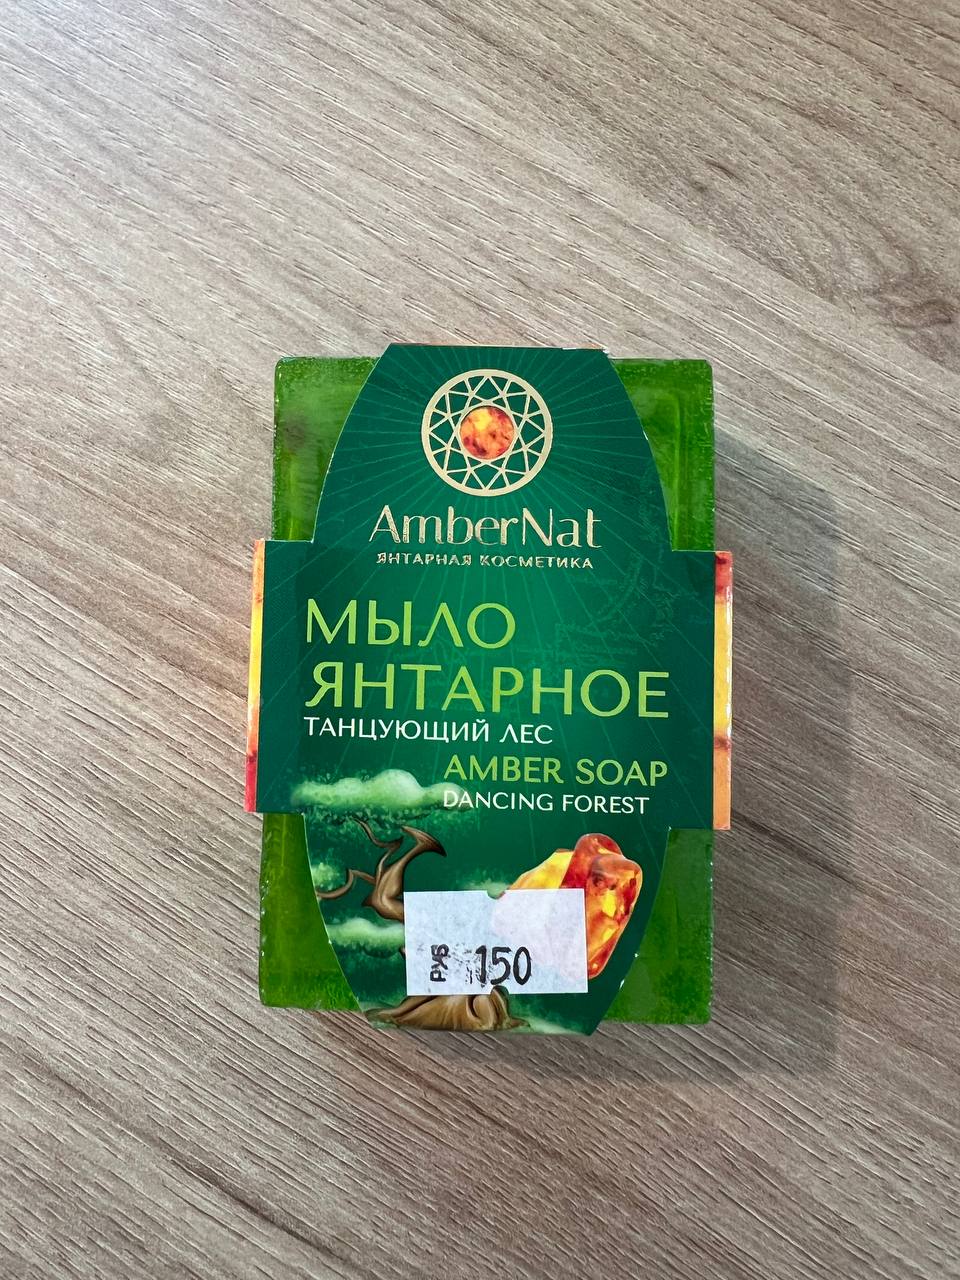 AmberNat
ЯНТАРНАЯ КОСМЕТИКА
МЫЛО
ЯНТАРНОЕ
ТАНЦУЮЩИЙ ЛЕС
AMBER SOAP
DANCING FOREST
РУБ 150